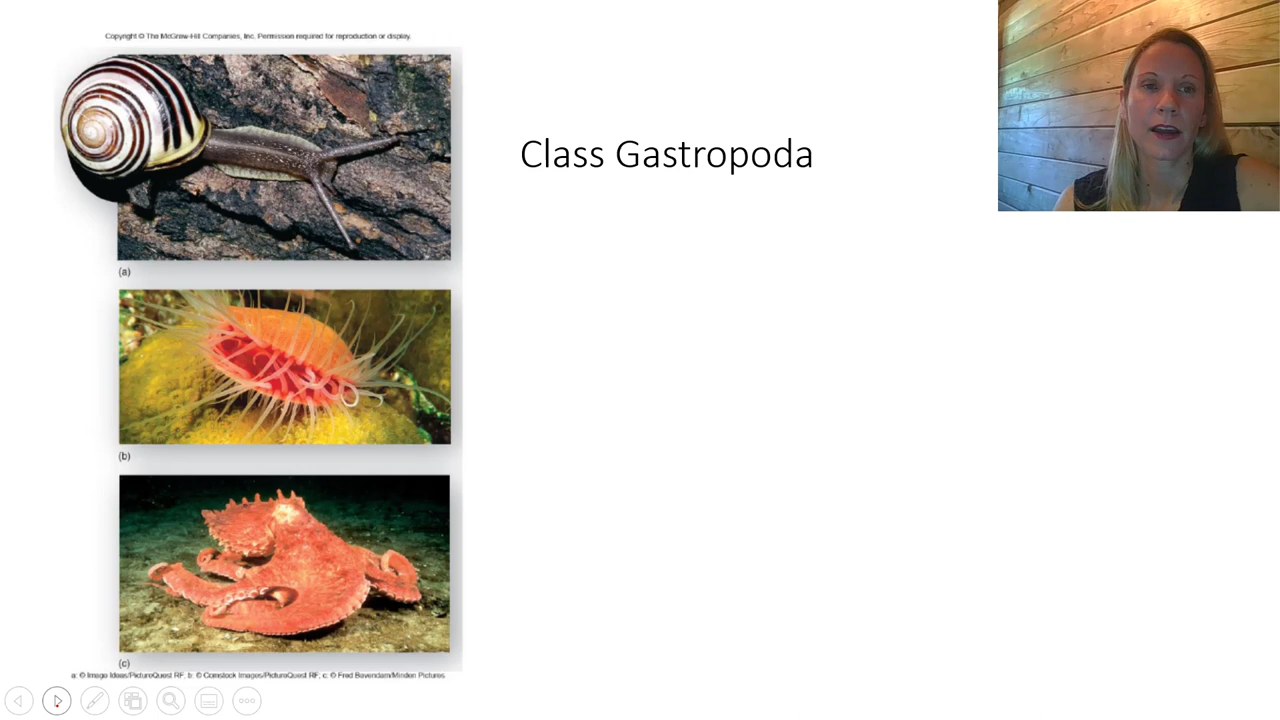 Copyright © The McGraw-Hill Companies, Inc. Permission required for reproduction or display.
Class Gastropoda
(a)
(b)
(c)
a: © Image Ideas/PictureQuest RF; b: © Comstock Images/PictureQuest RF; c: © Fred Bavendam/Minden Pictures